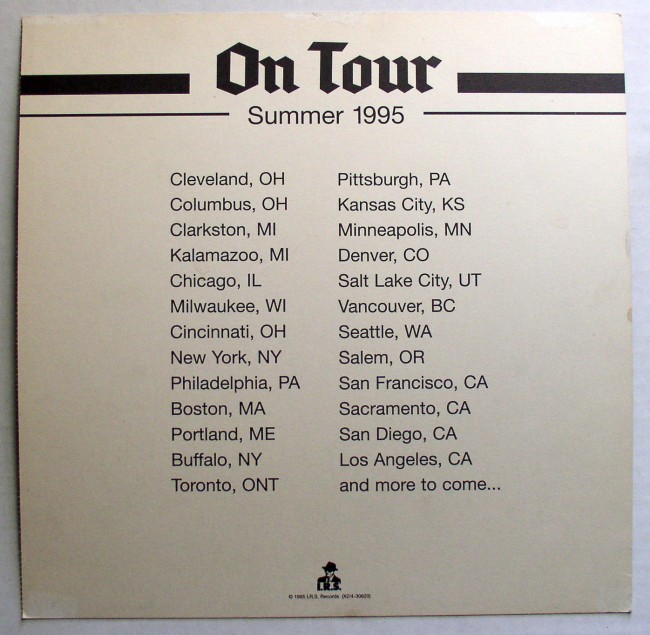 On Tour
Summer 1995
Cleveland, OH
Columbus, OH
Clarkston, MI
Kalamazoo, MI
Chicago, IL
Milwaukee, WI
Cincinnati, OH
New York, NY
Philadelphia, PA
Boston, MA
Portland, ME
Buffalo, NY
Toronto, ONT
Pittsburgh, PA
Kansas City, KS
Minneapolis, MN
Denver, CO
Salt Lake City, UT
Vancouver, BC
Seattle, WA
Salem, OR
San Francisco, CA
Sacramento, CA
San Diego, CA
Los Angeles, CA
and more to come...
I.R.S.
© 1995 I.R.S. Records